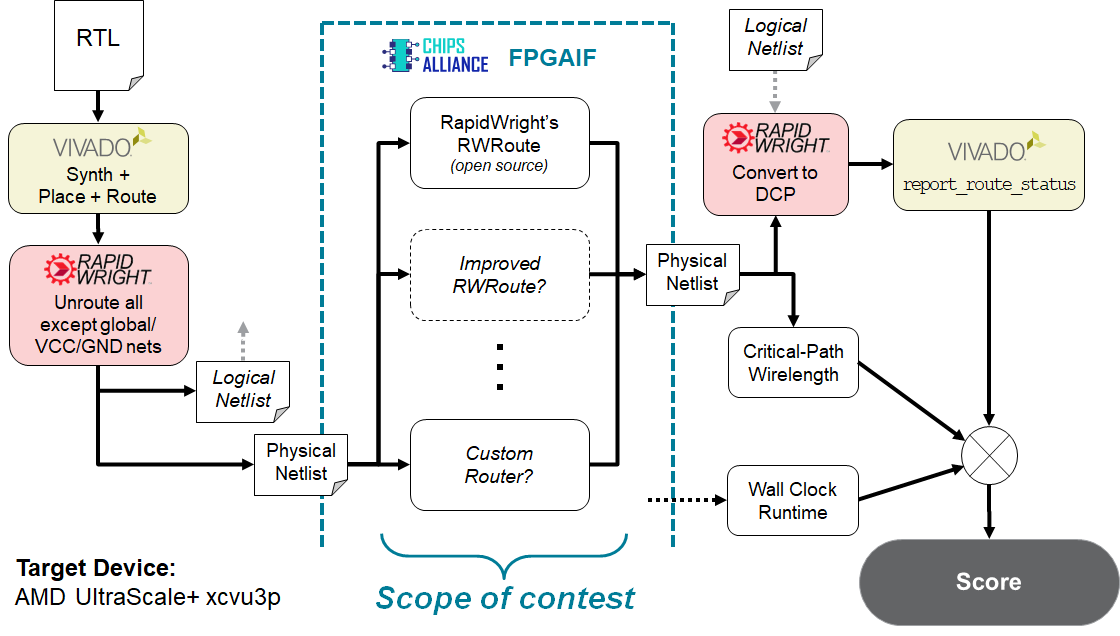 RTL
VIVADO
Synth +
Place + Route
RAPID
WRIGHT
Unroute all
except global/
VCC/GND nets
Logical
Netlist
Physical
Netlist
CHIPS
ALLIANCE
FPGAIF
RapidWright's
RWRoute
(open source)
Improved
RWRoute?
Custom
Router?
Scope of contest
Physical
Netlist
Logical
Netlist
RAPID
WRIGHT
Convert to
DCP
VIVADO
report_route_status
Critical-Path
Wirelength
Wall Clock
Runtime
Score
Target Device:
AMD UltraScale+ xcvu3p